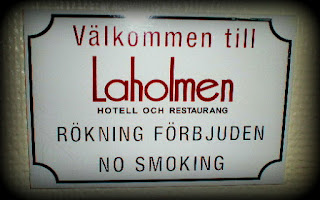 Välkommen till
Laholmen
HOTELL OCH RESTAURANG
RÖKNING FÖRBJUDEN
NO SMOKING